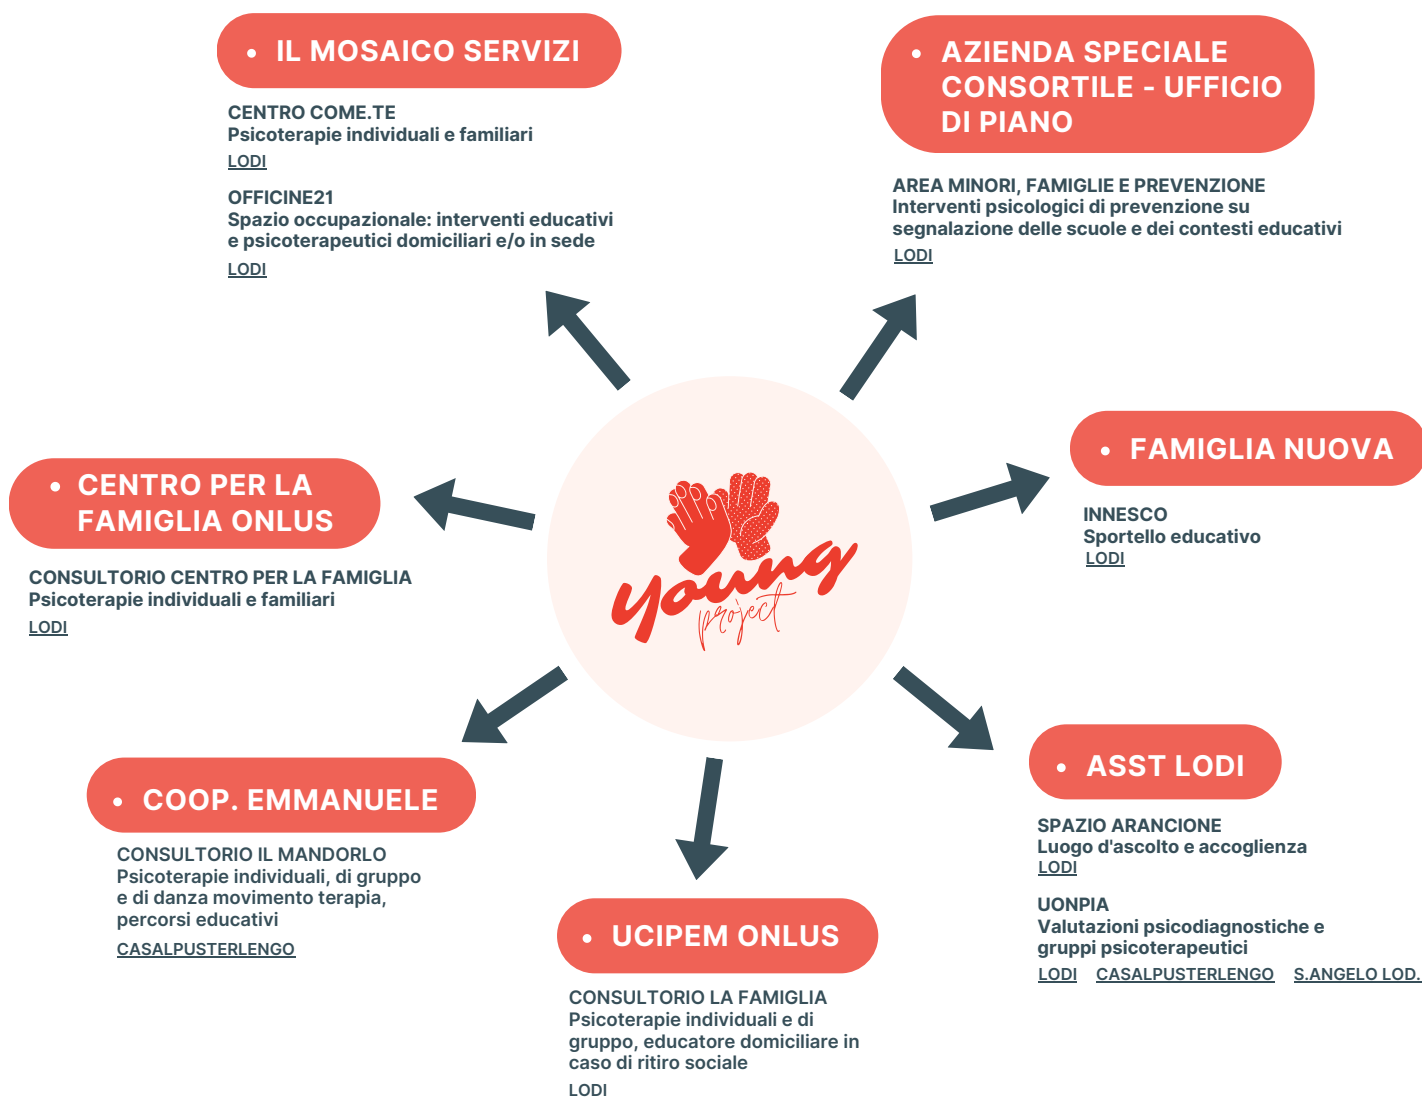 IL MOSAICO SERVIZI
CENTRO COME.TE
Psicoterapie individuali e familiari
LODI
OFFICINE21
Spazio occupazionale: interventi educativi
e psicoterapeutici domiciliari e/o in sede
LODI
AZIENDA SPECIALE
CONSORTILE - UFFICIO
DI PIANO
AREA MINORI, FAMIGLIE E PREVENZIONE
Interventi psicologici di prevenzione su
segnalazione delle scuole e dei contesti educativi
LODI
FAMIGLIA NUOVA
INNESCO
Sportello educativo
LODI
CENTRO PER LA
FAMIGLIA ONLUS
CONSULTORIO CENTRO PER LA FAMIGLIA
Psicoterapie individuali e familiari
LODI
young
project
ASST LODI
SPAZIO ARANCIONE
Luogo d'ascolto e accoglienza
LODI
UONPIA
Valutazioni psicodiagnostiche e
gruppi psicoterapeutici
LODI CASALPUSTERLENGO S.ANGELO LOD.
COOP. EMMANUELE
CONSULTORIO IL MANDORLO
Psicoterapie individuali, di gruppo
e di danza movimento terapia,
percorsi educativi
CASALPUSTERLENGO
UCIPEM ONLUS
CONSULTORIO LA FAMIGLIA
Psicoterapie individuali e di
gruppo, educatore domiciliare in
caso di ritiro sociale
LODI